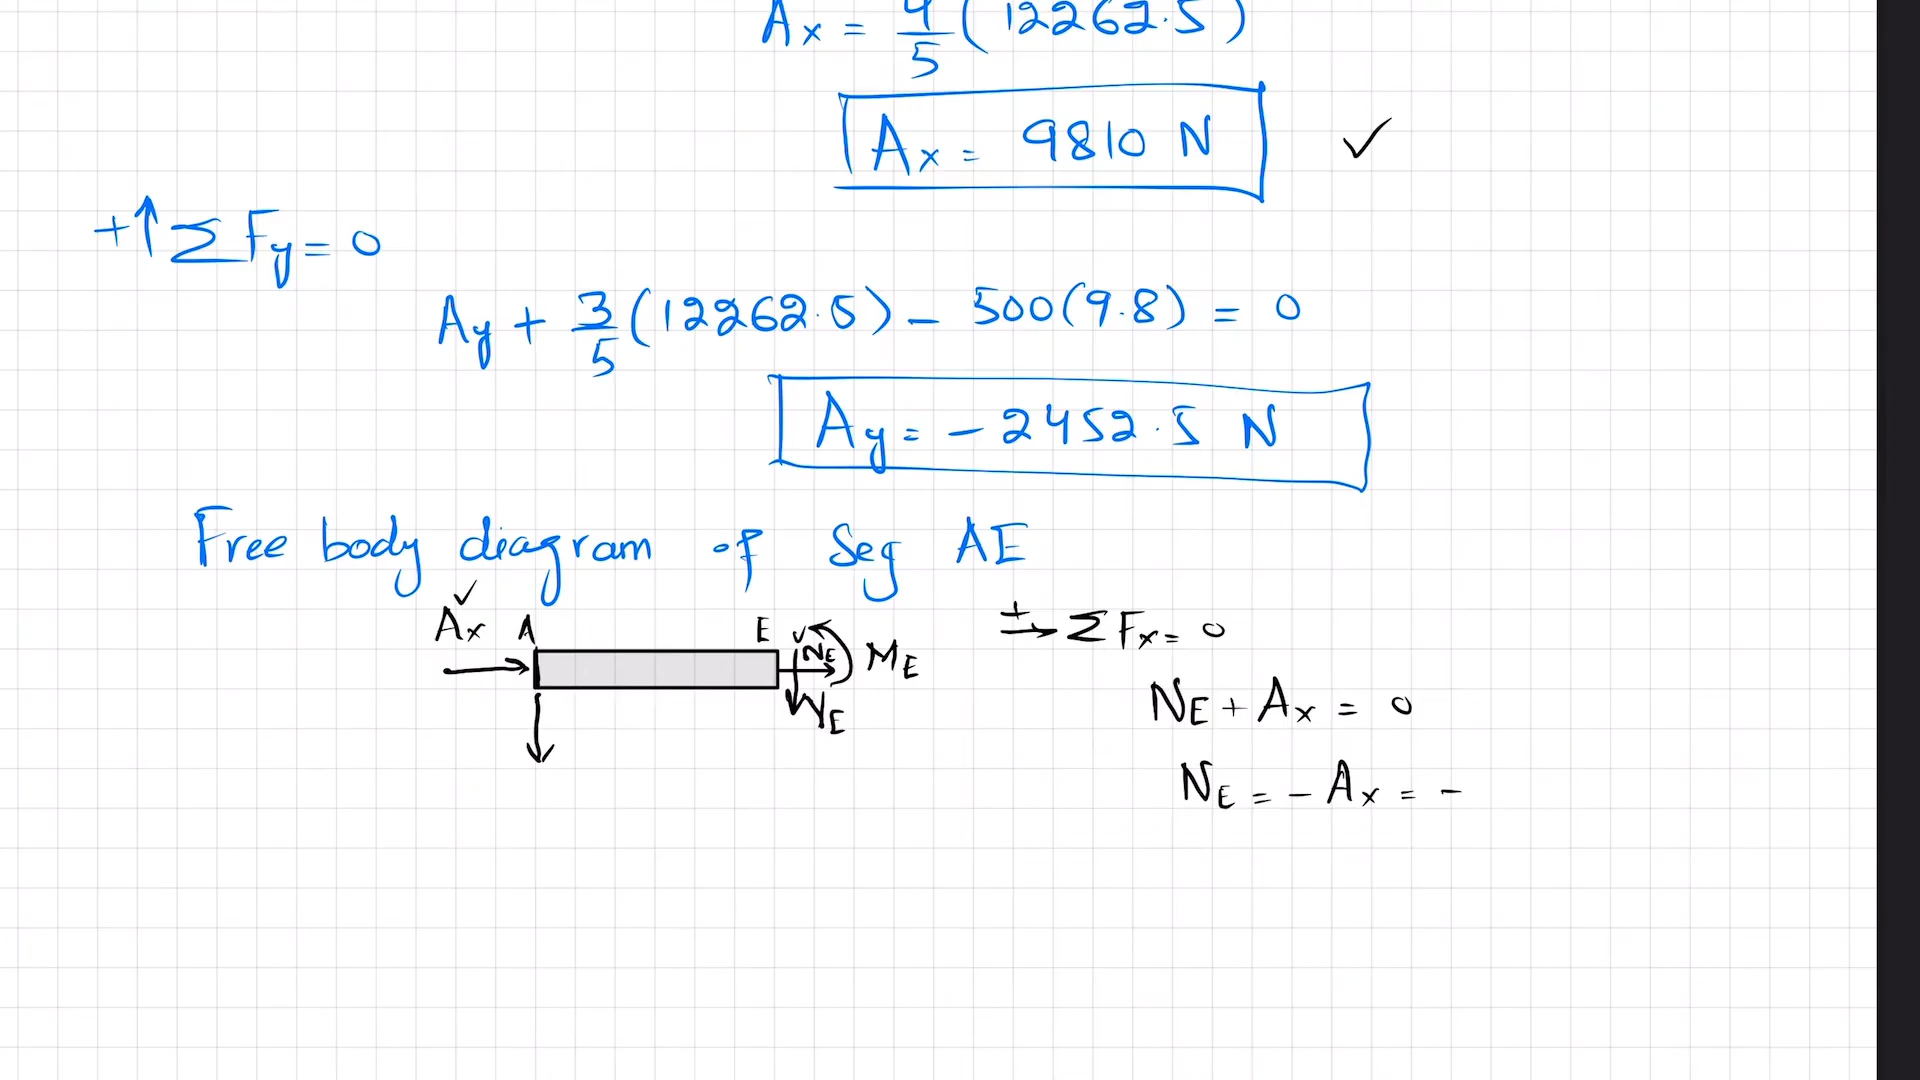 Ax = 4/5 (12262.5)
Ax = 9810 N ✓
+↑ΣFy = 0
Ay + 3/5 (12262.5) - 500(9.8) = 0
Ay = -2452.5 N
Free body diagram of Seg AE
✓
Ax A E ✓ NE ME
VE
+→ ΣFx = 0
NE + Ax = 0
NE = -Ax = -